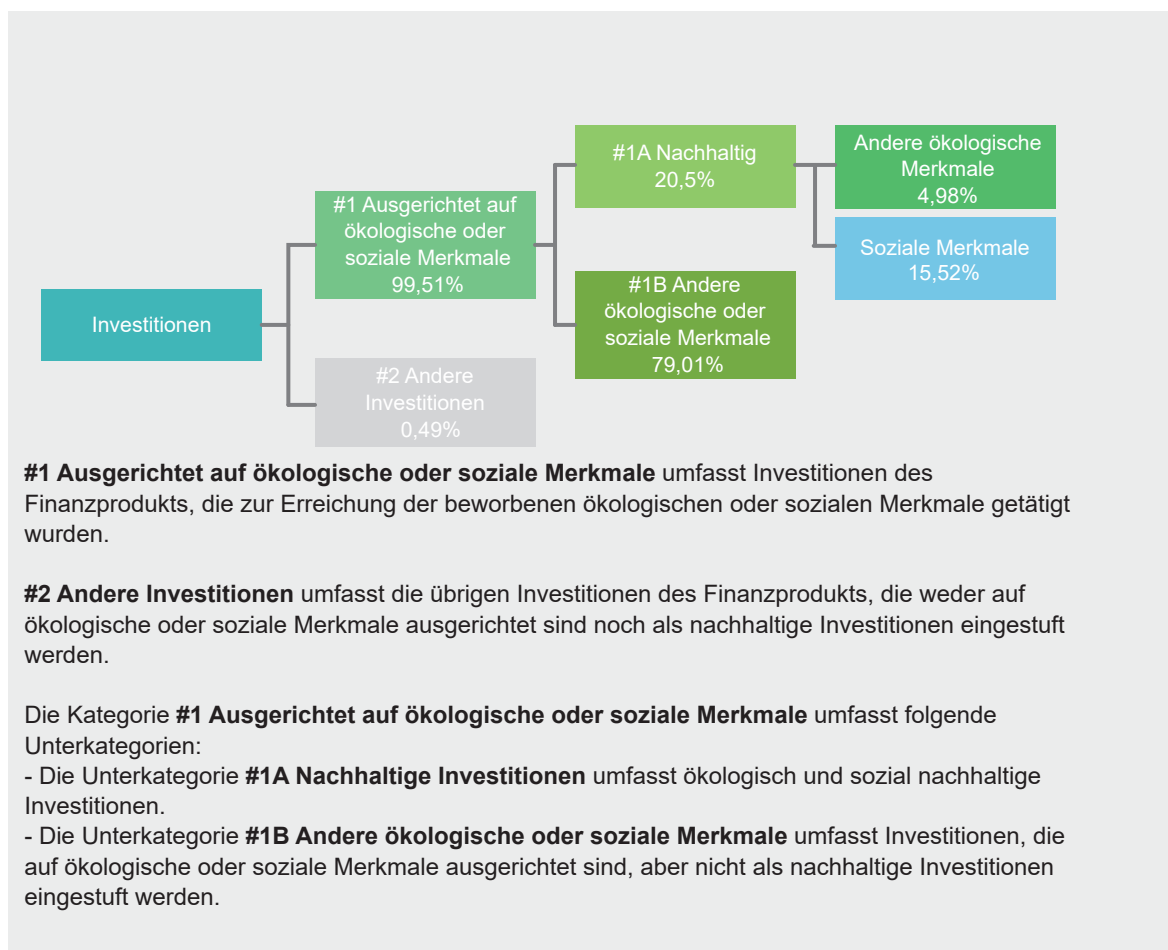 Investitionen
#1 Ausgerichtet auf
ökologische oder
soziale Merkmale
99,51%
#2 Andere
Investitionen
0,49%
#1A Nachhaltig
20,5%
#1B Andere
ökologische oder
soziale Merkmale
79,01%
Andere ökologische
Merkmale
4,98%
Soziale Merkmale
15,52%
#1 Ausgerichtet auf ökologische oder soziale Merkmale umfasst Investitionen des
Finanzprodukts, die zur Erreichung der beworbenen ökologischen oder sozialen Merkmale getätigt
wurden.
#2 Andere Investitionen umfasst die übrigen Investitionen des Finanzprodukts, die weder auf
ökologische oder soziale Merkmale ausgerichtet sind noch als nachhaltige Investitionen eingestuft
werden.
Die Kategorie #1 Ausgerichtet auf ökologische oder soziale Merkmale umfasst folgende
Unterkategorien:
- Die Unterkategorie #1A Nachhaltige Investitionen umfasst ökologisch und sozial nachhaltige
Investitionen.
- Die Unterkategorie #1B Andere ökologische oder soziale Merkmale umfasst Investitionen, die
auf ökologische oder soziale Merkmale ausgerichtet sind, aber nicht als nachhaltige Investitionen
eingestuft werden.